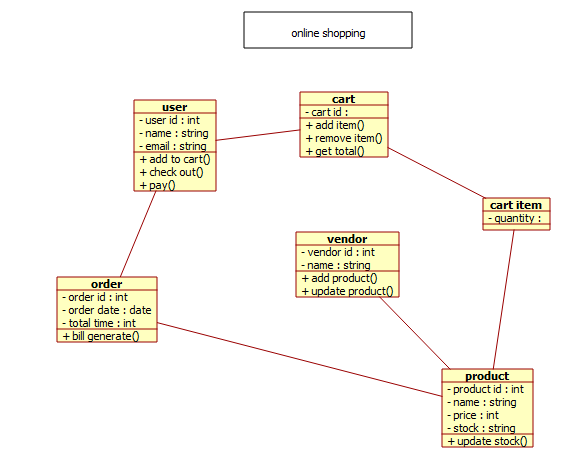 online shopping
user
- user id : int
- name : string
- email : string
+ add to cart()
+ check out()
+ pay()
cart
- cart id :
+ add item()
+ remove item()
+ get total()
cart item
- quantity :
vendor
- vendor id : int
- name : string
+ add product()
+ update product()
order
- order id : int
- order date : date
- total time : int
+ bill generate()
product
- product id : int
- name : string
- price : int
- stock : string
+ update stock()